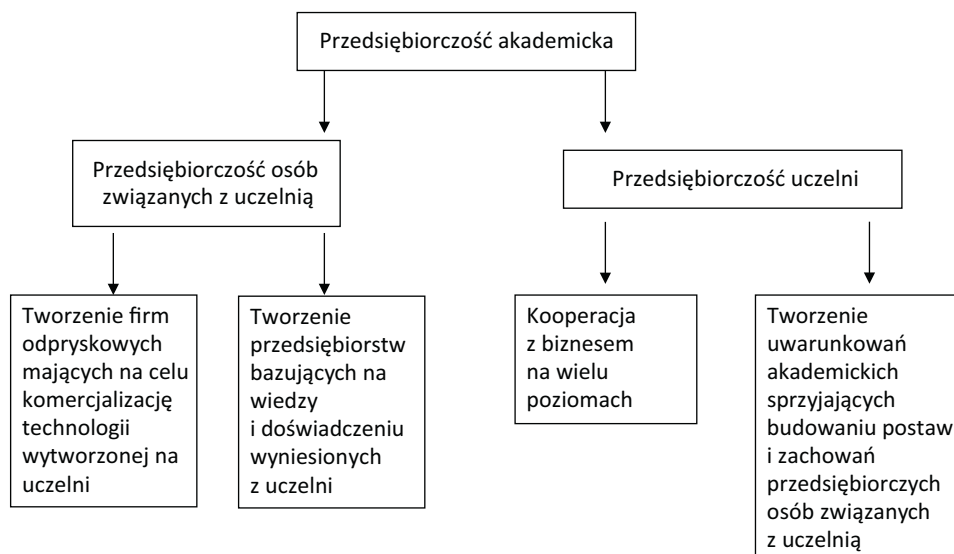 Przedsiębiorczość akademicka
Przedsiębiorczość osób
związanych z uczelnią
Przedsiębiorczość uczelni
Tworzenie firm
odpryskowych
mających na celu
komercjalizację
technologii
wytworzonej na
uczelni
Tworzenie
przedsiębiorstw
bazujących na
wiedzy
i doświadczeniu
wyniesionych
z uczelni
Kooperacja
z biznesem
na wielu
poziomach
Tworzenie
uwarunkowań
akademickich
sprzyjających
budowaniu postaw
i zachowań
przedsiębiorczych
osób związanych
z uczelnią